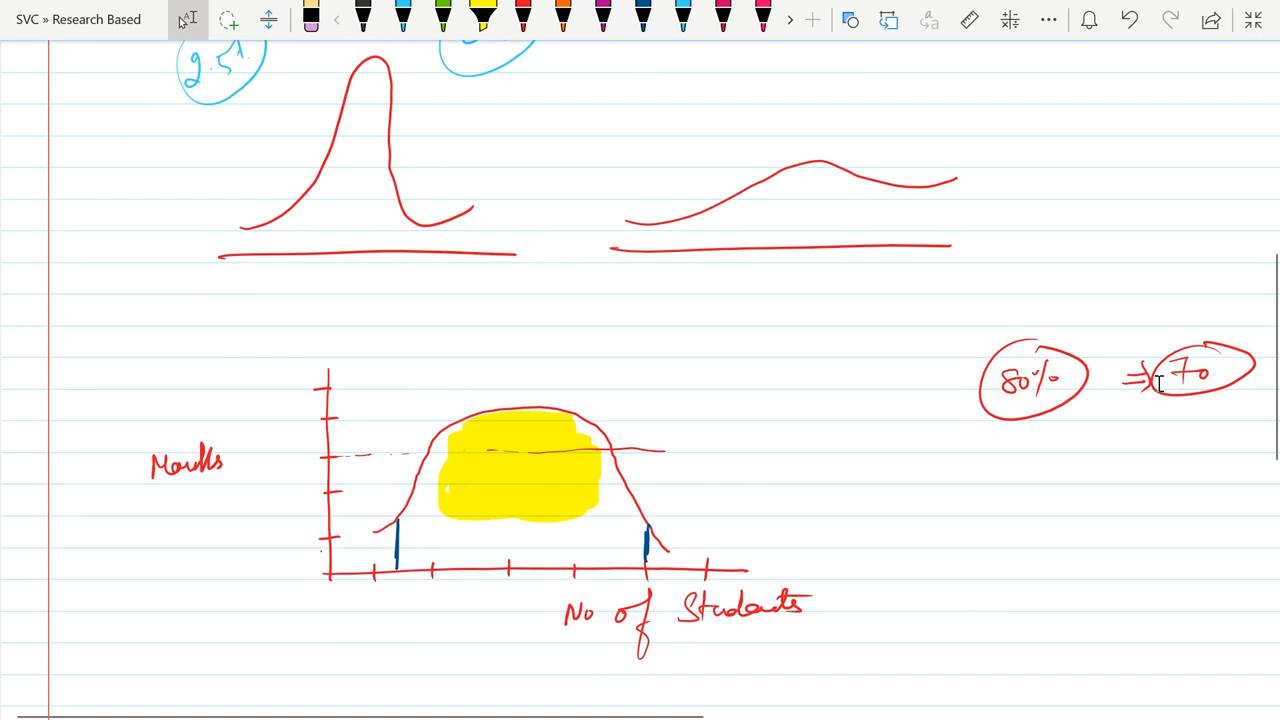 SVC » Research Based
2.5%
80% ⇒ 70
Marks
No of Students